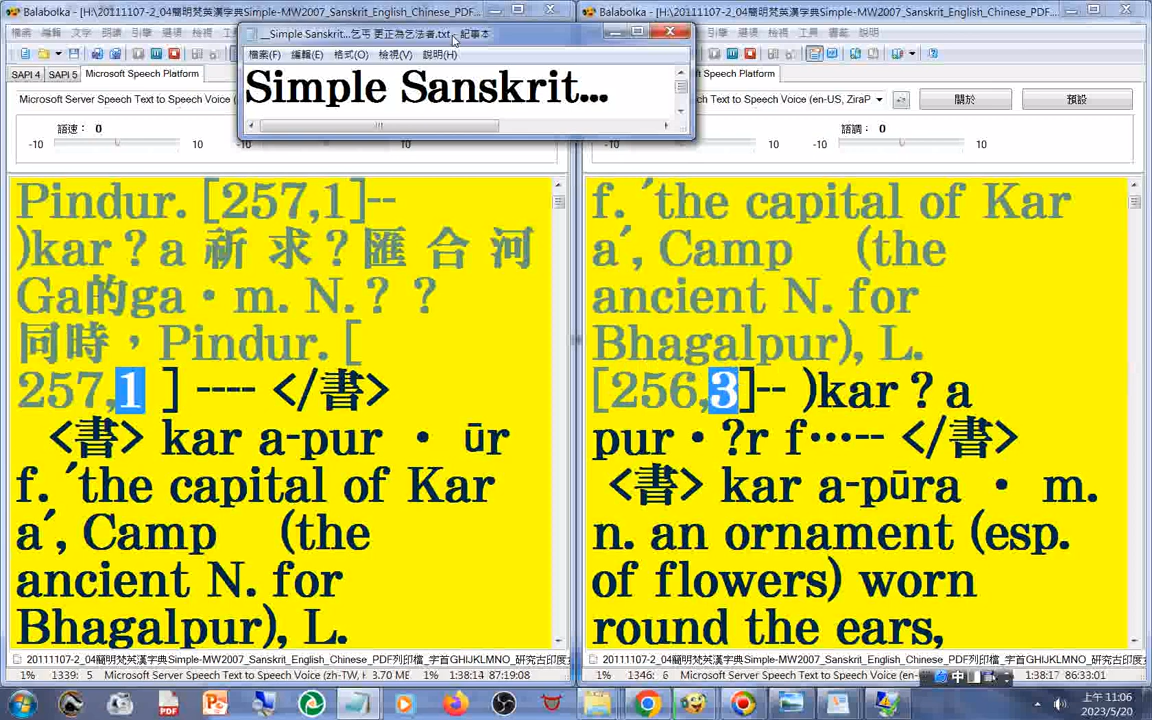 Balabolka - [H:\20111107-2_04簡明梵英漢字典Simple-MW2007_Sanskrit_English_Chinese_PDF...
Balabolka - [H:\20111107-2_04簡明梵英漢字典Simple-MW2007_Sanskrit_English_Chinese_PDF...
__Simple Sanskrit...乞丐 更正為乞法者.txt - 記事本
檔案(F) 編輯(E) 格式(O) 檢視(V) 說明(H)
Simple Sanskrit...
SAPI 4 SAPI 5 Microsoft Speech Platform
Speech Platform
Microsoft Server Speech Text to Speech Voice (
ch Text to Speech Voice (en-US, ZiraP
關於
預設
語速： 0
語調： 0
-10 10 -10 10
-10 10
Pindur. [257,1]--
)kar？a 祈 求？匯 合 河
Ga的ga・m. N.？？
同時，Pindur. [
257,1 ] ---- </書>
<書> kar a-pur ・ ūr
f. ′the capital of Kar
a′, Camp (the
ancient N. for
Bhagalpur), L.
f. ′the capital of Kar
a′, Camp (the
ancient N. for
Bhagalpur), L.
[256,3]-- )kar？a
pur・?r f…-- </書>
<書> kar a-pūra ・ m.
n. an ornament (esp.
of flowers) worn
round the ears,
20111107-2_04簡明梵英漢字典Simple-MW2007_Sanskrit_English_Chinese_PDF列印檔_字首GHIJKLMNO_研究古印度
20111107-2_04簡明梵英漢字典Simple-MW2007_Sanskrit_English_Chinese_PDF列印檔_字首GHIJKLMNO_研究古印度
1% 1339: 5 Microsoft Server Speech Text to Speech Voice (zh-TW, H 3.70 ME 1% 1:38:14 87:19:08
1% 1346: 6 Microsoft Server Speech Text to Speech 1:38:17 86:33:01
中
上午 11:06
2023/5/20